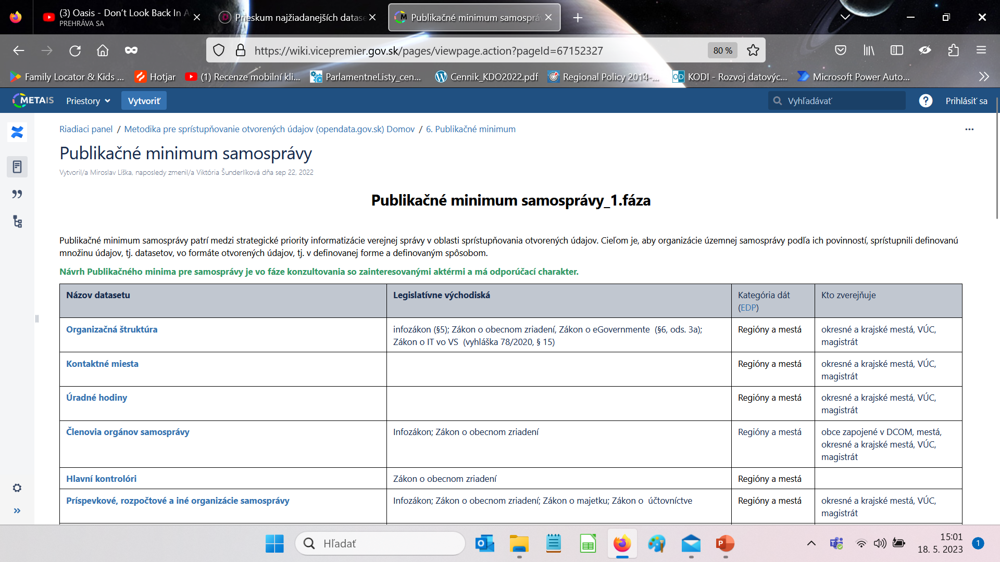 (3) Oasis - Don't Look Back In A
PREHRÁVA SA
Prieskum najžiadanejších datase
Publikačné minimum samosprá
https://wiki.vicepremier.gov.sk/pages/viewpage.action?pageId=67152327
80 %
Family Locator & Kids ...
Hotjar
(1) Recenze mobilní kli...
ParlamentneListy_cen...
Cennik_KDO2022.pdf
Regional Policy 2014-...
KODI - Rozvoj datovýc...
Microsoft Power Auto...
METAIS
Priestory
Vytvoriť
Vyhľadávať
Prihlásiť sa
Riadiaci panel / Metodika pre sprístupňovanie otvorených údajov (opendata.gov.sk) Domov / 6. Publikačné minimum
Publikačné minimum samosprávy
Vytvoril/a Miroslav Líška, naposledy zmenil/a Viktória Šunderlíková dňa sep 22, 2022
Publikačné minimum samosprávy_1.fáza
Publikačné minimum samosprávy patrí medzi strategické priority informatizácie verejnej správy v oblasti sprístupňovania otvorených údajov. Cieľom je, aby organizácie územnej samosprávy podľa ich povinností, sprístupnili definovanú
množinu údajov, tj. datasetov, vo formáte otvorených údajov, tj. v definovanej forme a definovaným spôsobom.
Návrh Publikačného minima pre samosprávy je vo fáze konzultovania so zainteresovanými aktérmi a má odporúčací charakter.
Názov datasetu
Legislatívne východiská
Kategória dát
(EDP)
Kto zverejňuje
Organizačná štruktúra
infozákon (§5); Zákon o obecnom zriadení, Zákon o eGovernmente (§6, ods. 3a);
Zákon o IT vo VS (vyhláška 78/2020, § 15)
Regióny a mestá
okresné a krajské mestá, VÚC,
magistrát
Kontaktné miesta
Regióny a mestá
okresné a krajské mestá, VÚC,
magistrát
Úradné hodiny
Regióny a mestá
okresné a krajské mestá, VÚC,
magistrát
Členovia orgánov samosprávy
Infozákon; Zákon o obecnom zriadení
Regióny a mestá
obce zapojené v DCOM, mestá,
okresné a krajské mestá, VÚC,
magistrát
Hlavní kontrolóri
Zákon o obecnom zriadení
Regióny a mestá
Príspevkové, rozpočtové a iné organizácie samosprávy
Infozákon; Zákon o obecnom zriadení; Zákon o majetku; Zákon o účtovníctve
Regióny a mestá
okresné a krajské mestá, VÚC,
magistrát
Hľadať
15:01
18. 5. 2023
1